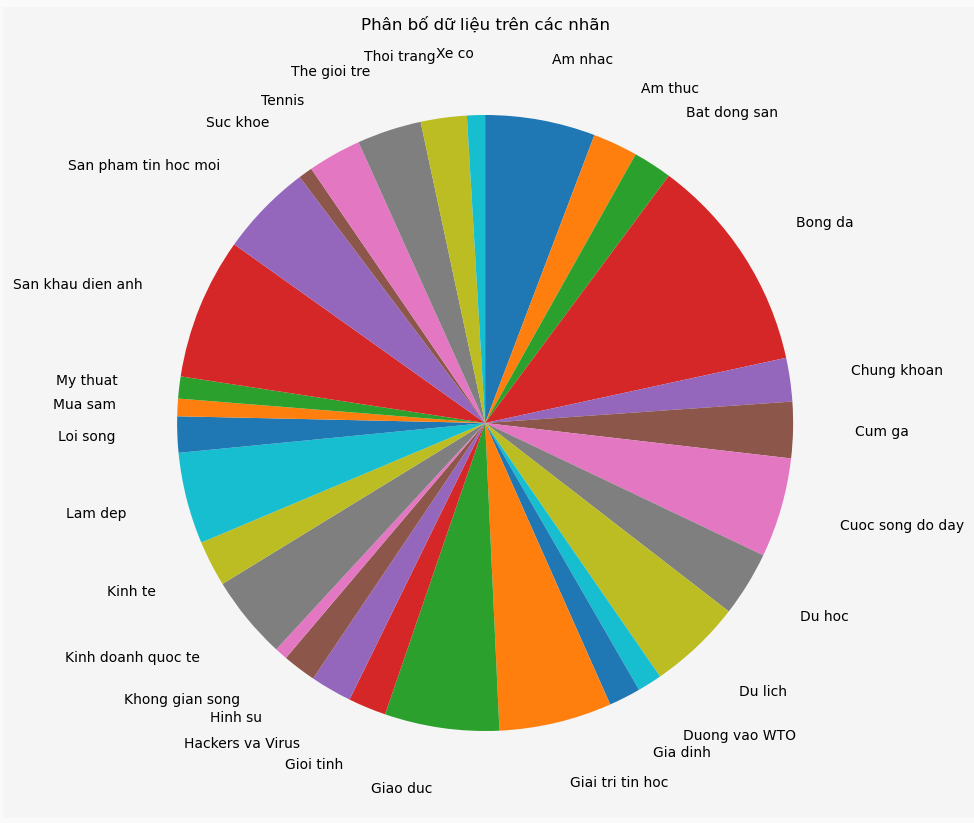 Phân bố dữ liệu trên các nhãn
Am nhac
Am thuc
Bat dong san
Bong da
Chung khoan
Cum ga
Cuoc song do day
Du hoc
Du lich
Duong vao WTO
Gia dinh
Giai tri tin hoc
Giao duc
Gioi tinh
Hackers va Virus
Hinh su
Khong gian song
Kinh doanh quoc te
Kinh te
Lam dep
Loi song
Mua sam
My thuat
San khau dien anh
San pham tin hoc moi
Suc khoe
Tennis
The gioi tre
Thoi trang
Xe co